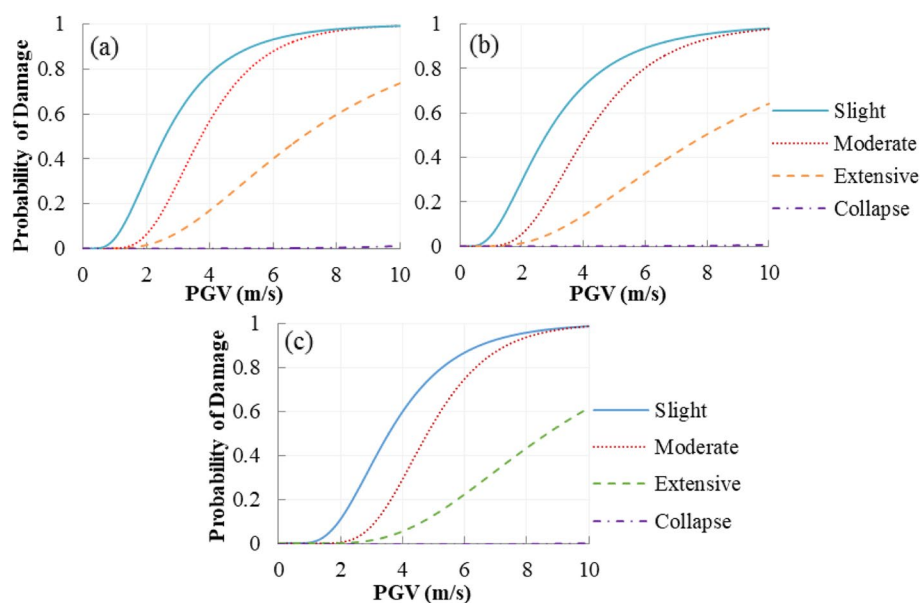 (a)
Probability of Damage
1
0.8
0.6
0.4
0.2
0
0 2 4 6 8 10
PGV (m/s)
(b)
1
0.8
0.6
0.4
0.2
0
0 2 4 6 8 10
PGV (m/s)
Slight
Moderate
Extensive
Collapse
(c)
Probability of Damage
1
0.8
0.6
0.4
0.2
0
0 2 4 6 8 10
PGV (m/s)
Slight
Moderate
Extensive
Collapse